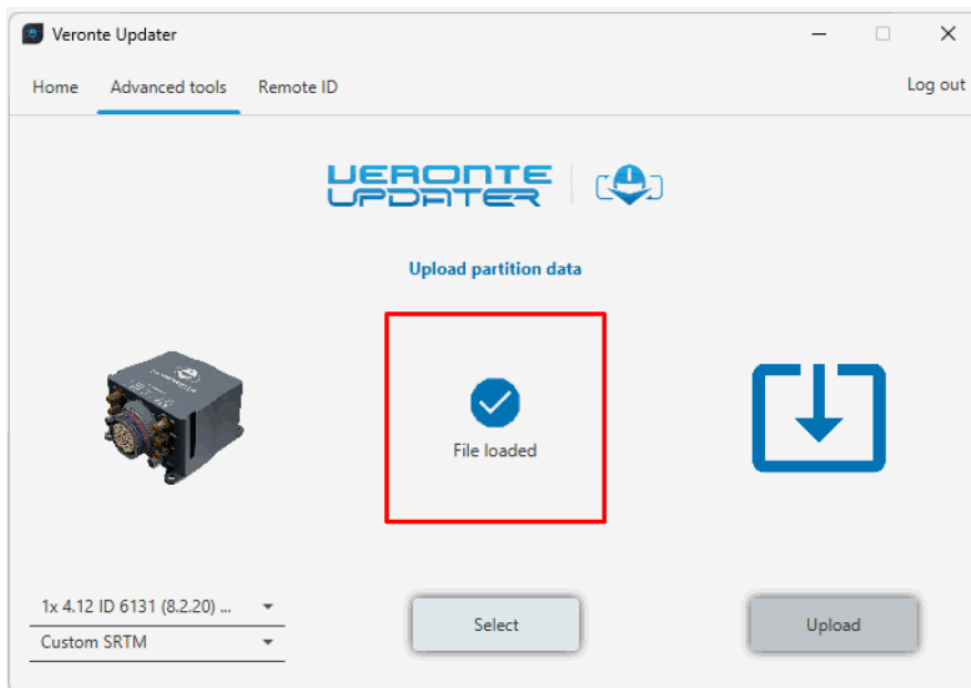 Veronte Updater
Home Advanced tools Remote ID Log out
VERONTE
UPDATER
Upload partition data
File loaded
1x 4.12 ID 6131 (8.2.20) ...
Custom SRTM
Select
Upload